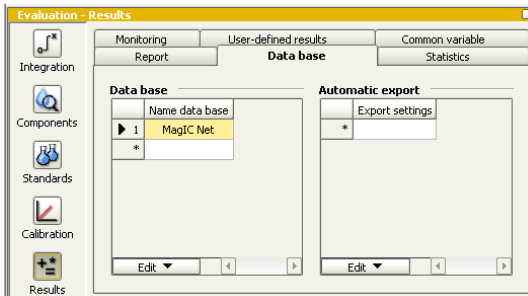 Evaluation - Results
Integration
Components
Standards
Calibration
Results
Monitoring User-defined results Common variable
Report Data base Statistics
Data base Automatic export
Name data base Export settings
1 MagIC Net *
*
Edit Edit